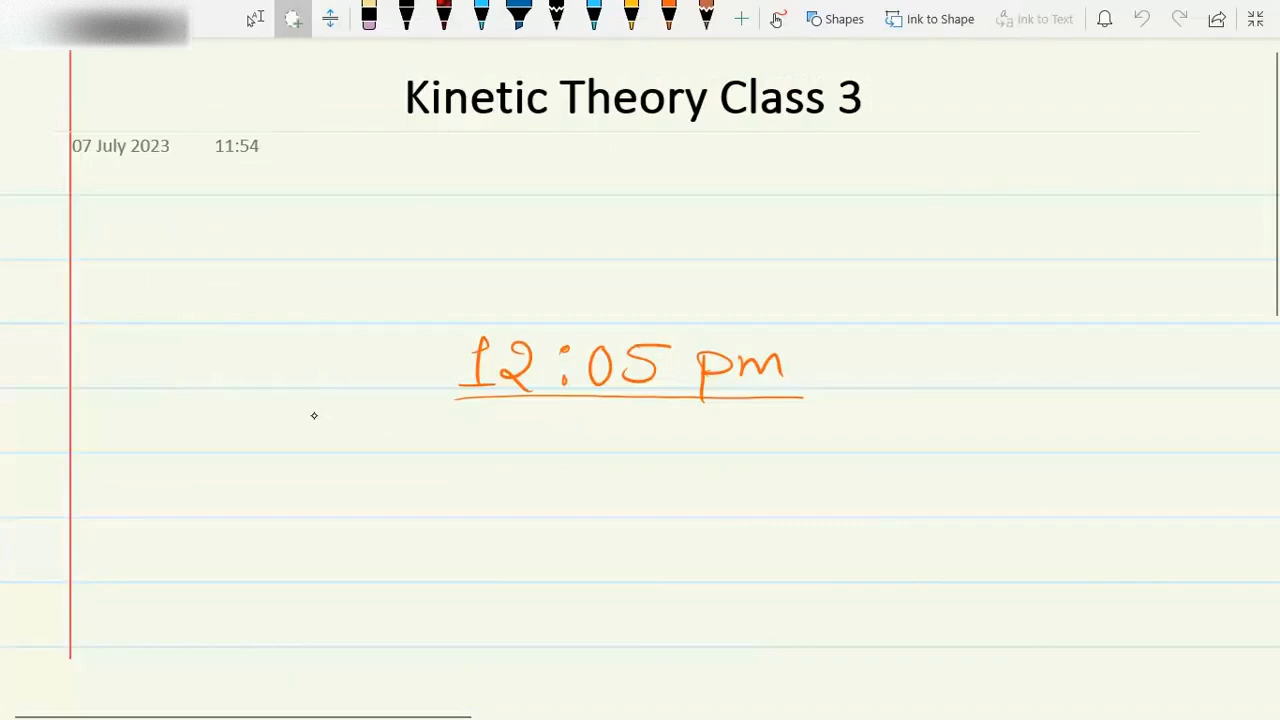 Shapes Ink to Shape Ink to Text
Kinetic Theory Class 3
07 July 2023 11:54
12:05 pm